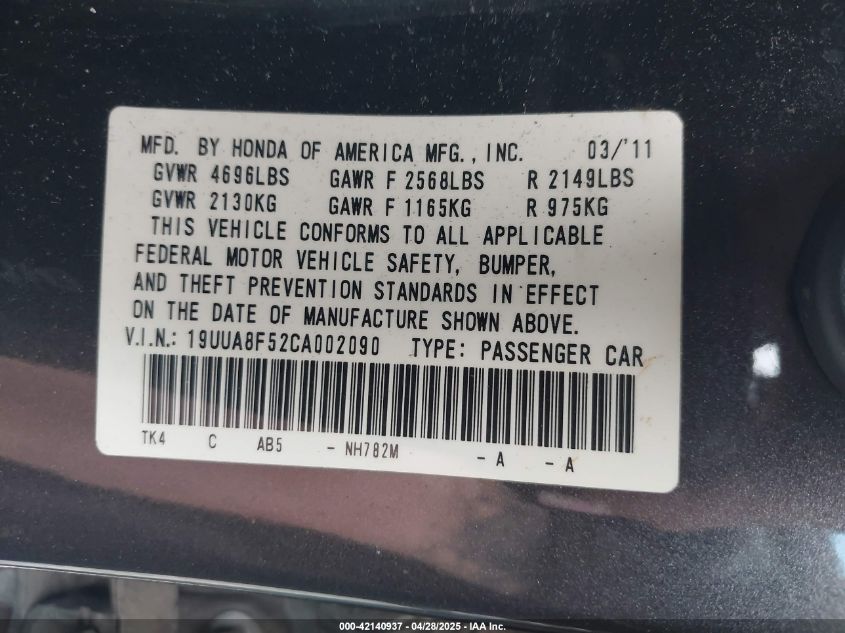 MFD. BY HONDA OF AMERICA MFG., INC. 03/'11
GVWR 4696LBS GAWR F 2568LBS R 2149LBS
GVWR 2130KG GAWR F 1165KG R 975KG
THIS VEHICLE CONFORMS TO ALL APPLICABLE
FEDERAL MOTOR VEHICLE SAFETY, BUMPER,
AND THEFT PREVENTION STANDARDS IN EFFECT
ON THE DATE OF MANUFACTURE SHOWN ABOVE.
V.I.N.: 19UUA8F52CA002090 TYPE: PASSENGER CAR
TK4 C AB5 - NH782M - A - A
000-42140937 - 04/28/2025 - IAA Inc.